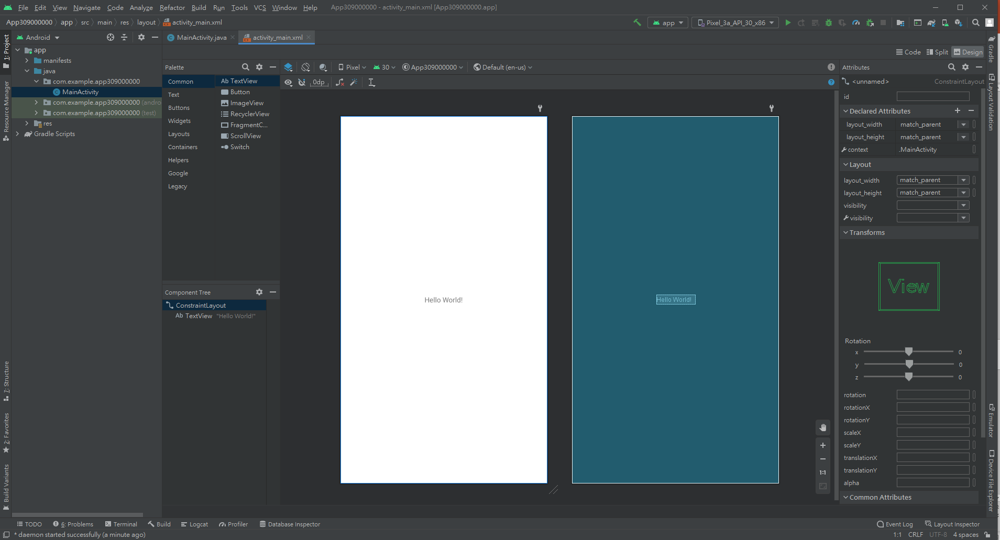 File Edit View Navigate Code Analyze Refactor Build Run Tools VCS Window Help App309000000 - activity_main.xml [App309000000.app]
App309000000 app src main res layout activity_main.xml app Pixel_3a_API_30_x86
Android MainActivity.java activity_main.xml
1: Project
Resource Manager
7: Structure
2: Favorites
Build Variants
app
manifests
java
com.example.app309000000
MainActivity
com.example.app309000000 (andro
com.example.app309000000 (test)
res
Gradle Scripts
Code Split Design
Palette
Common
Text
Buttons
Widgets
Layouts
Containers
Helpers
Google
Legacy
Ab TextView
Button
ImageView
RecyclerView
FragmentC...
ScrollView
Switch
Component Tree
ConstraintLayout
Ab TextView "Hello World!"
Pixel 30 App309000000 Default (en-us)
0dp
Hello World!
Hello World!
1:1
Attributes
<unnamed> ConstraintLayout
id
Declared Attributes
layout_width match_parent
layout_height match_parent
context .MainActivity
Layout
layout_width match_parent
layout_height match_parent
visibility
visibility
Transforms
View
Rotation
x 0
y 0
z 0
rotation
rotationX
rotationY
scaleX
scaleY
translationX
translationY
alpha
Common Attributes
Gradle
Layout Validation
Emulator
Device File Explorer
TODO 6: Problems Terminal Build Logcat Profiler Database Inspector Event Log Layout Inspector
* daemon started successfully (a minute ago) 1:1 CRLF UTF-8 4 spaces